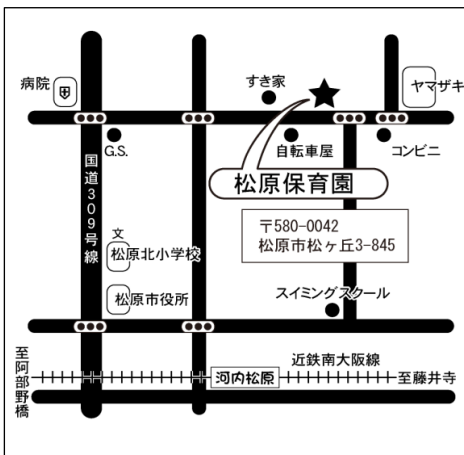 病院
すき家
ヤマザキ
G.S.
自転車屋
コンビニ
国道309号線
松原保育園
〒580-0042
松原市松ヶ丘3-845
文
松原北小学校
松原市役所
スイミングスクール
至阿部野橋
近鉄南大阪線
河内松原
至藤井寺